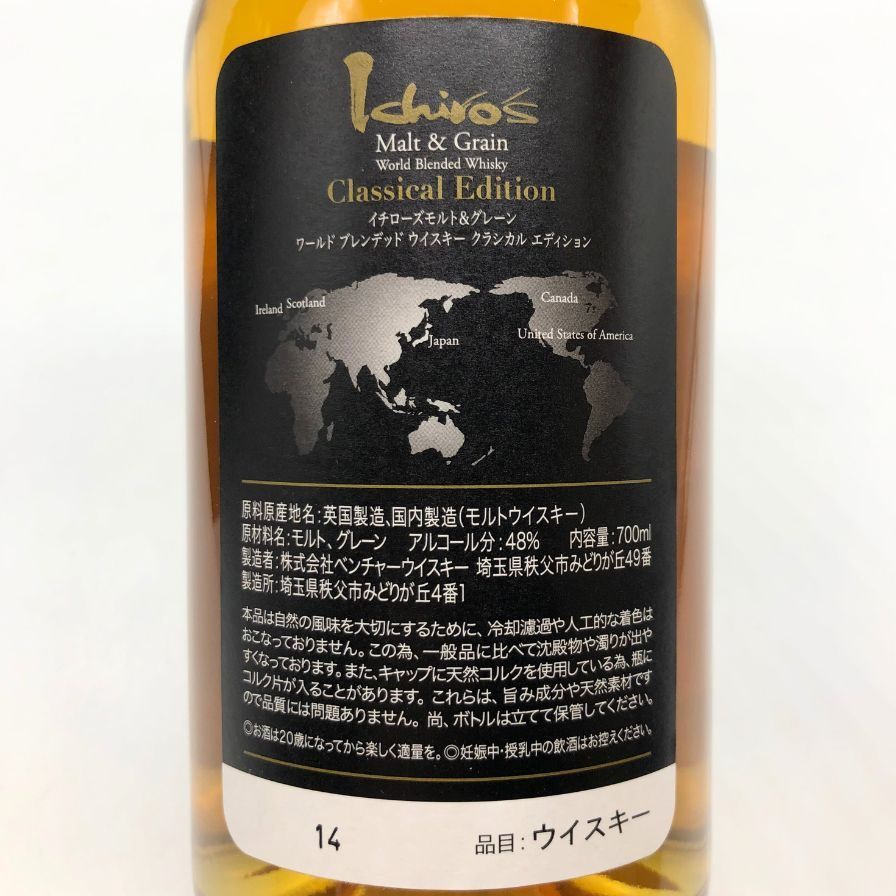 Ichiro's
Malt & Grain
World Blended Whisky
Classical Edition
イチローズモルト&グレーン
ワールド ブレンデッド ウイスキー クラシカル エディション
Ireland Scotland
Canada
United States of America
Japan
原料原産地名:英国製造、国内製造(モルトウイスキー)
原材料名:モルト、グレーン アルコール分:48% 内容量:700ml
製造者:株式会社ベンチャーウイスキー 埼玉県秩父市みどりが丘49番
製造所:埼玉県秩父市みどりが丘4番1
本品は自然の風味を大切にするために、冷却濾過や人工的な着色は
おこなっておりません。この為、一般品に比べて沈殿物や濁りが出や
すくなっております。また、キャップに天然コルクを使用している為、瓶に
コルク片が入ることがあります。これらは、旨み成分や天然素材です
ので品質には問題ありません。尚、ボトルは立てて保管してください。
◎お酒は20歳になってから楽しく適量を。◎妊娠中・授乳中の飲酒はお控えください。
14 品目:ウイスキー